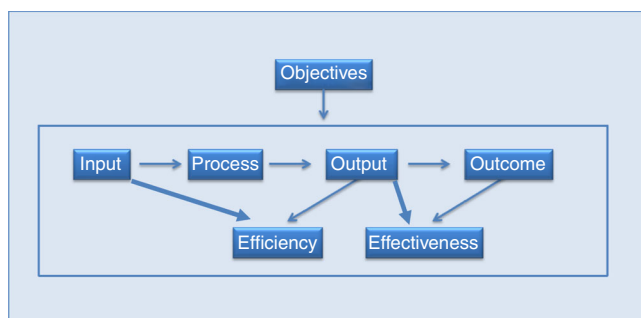 Objectives
Input
Process
Output
Outcome
Efficiency
Effectiveness